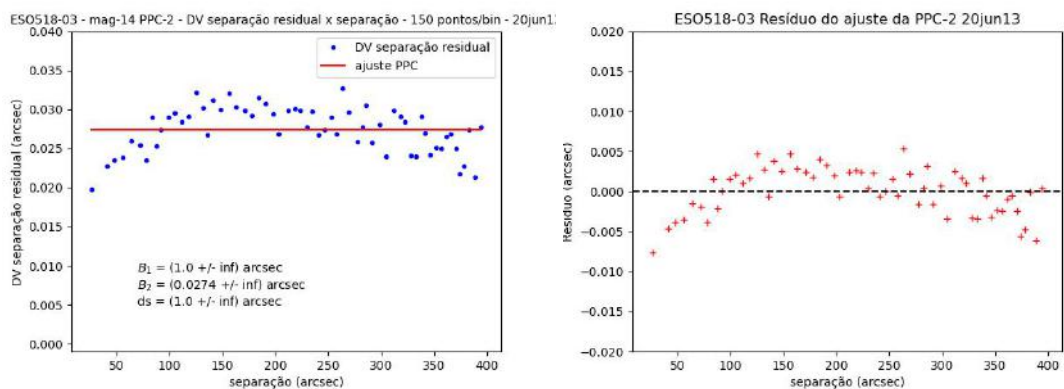 ESO518-03 - mag-14 PPC-2 - DV separação residual x separação - 150 pontos/bin - 20jun1
0.040
0.035
0.030
0.025
0.020
0.015
0.010
0.005
0.000
DV separação residual (arcsec)
DV separação residual
ajuste PPC
B₁ = (1.0 +/- inf) arcsec
B₂ = (0.0274 +/- inf) arcsec
ds = (1.0 +/- inf) arcsec
50 100 150 200 250 300 350 400
separação (arcsec)
ESO518-03 Resíduo do ajuste da PPC-2 20jun13
0.020
0.015
0.010
0.005
0.000
−0.005
−0.010
−0.015
−0.020
Resíduo (arcsec)
50 100 150 200 250 300 350 400
separação (arcsec)